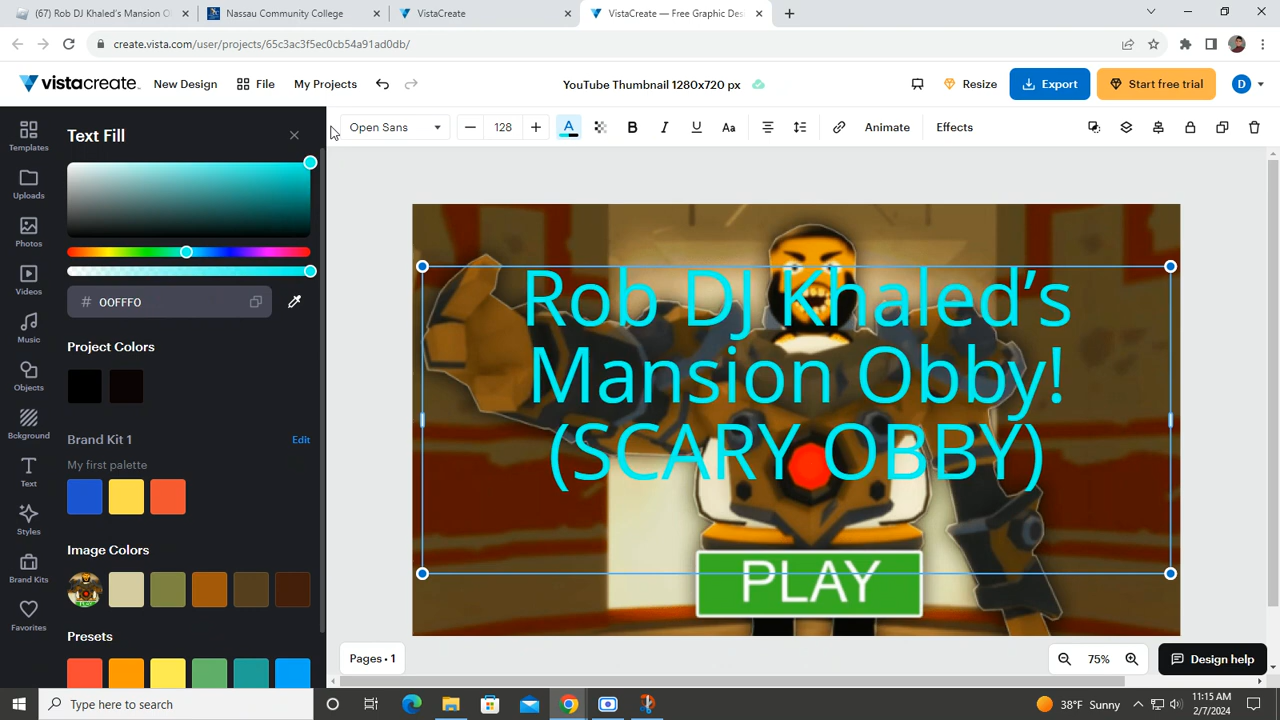 (67) Rob DJ Khaled's Mansion O
Nassau Community College
VistaCreate
VistaCreate — Free Graphic Desi
create.vista.com/user/projects/65c3ac3f5ec0cb54a91ad0db/
vistacreate
New Design
File
My Projects
YouTube Thumbnail 1280x720 px
Resize
Export
Start free trial
D
Templates
Uploads
Photos
Videos
Music
Objects
Bckground
Text
Styles
Brand Kits
Favorites
Text Fill
# 00FFF0
Project Colors
Brand Kit 1
Edit
My first palette
Image Colors
Presets
Open Sans
128
A
B
I
U
Aa
Animate
Effects
Rob DJ Khaled’s
Mansion Obby!
(SCARY OBBY)
PLAY
Pages • 1
75%
Design help
Type here to search
38°F Sunny
11:15 AM
2/7/2024